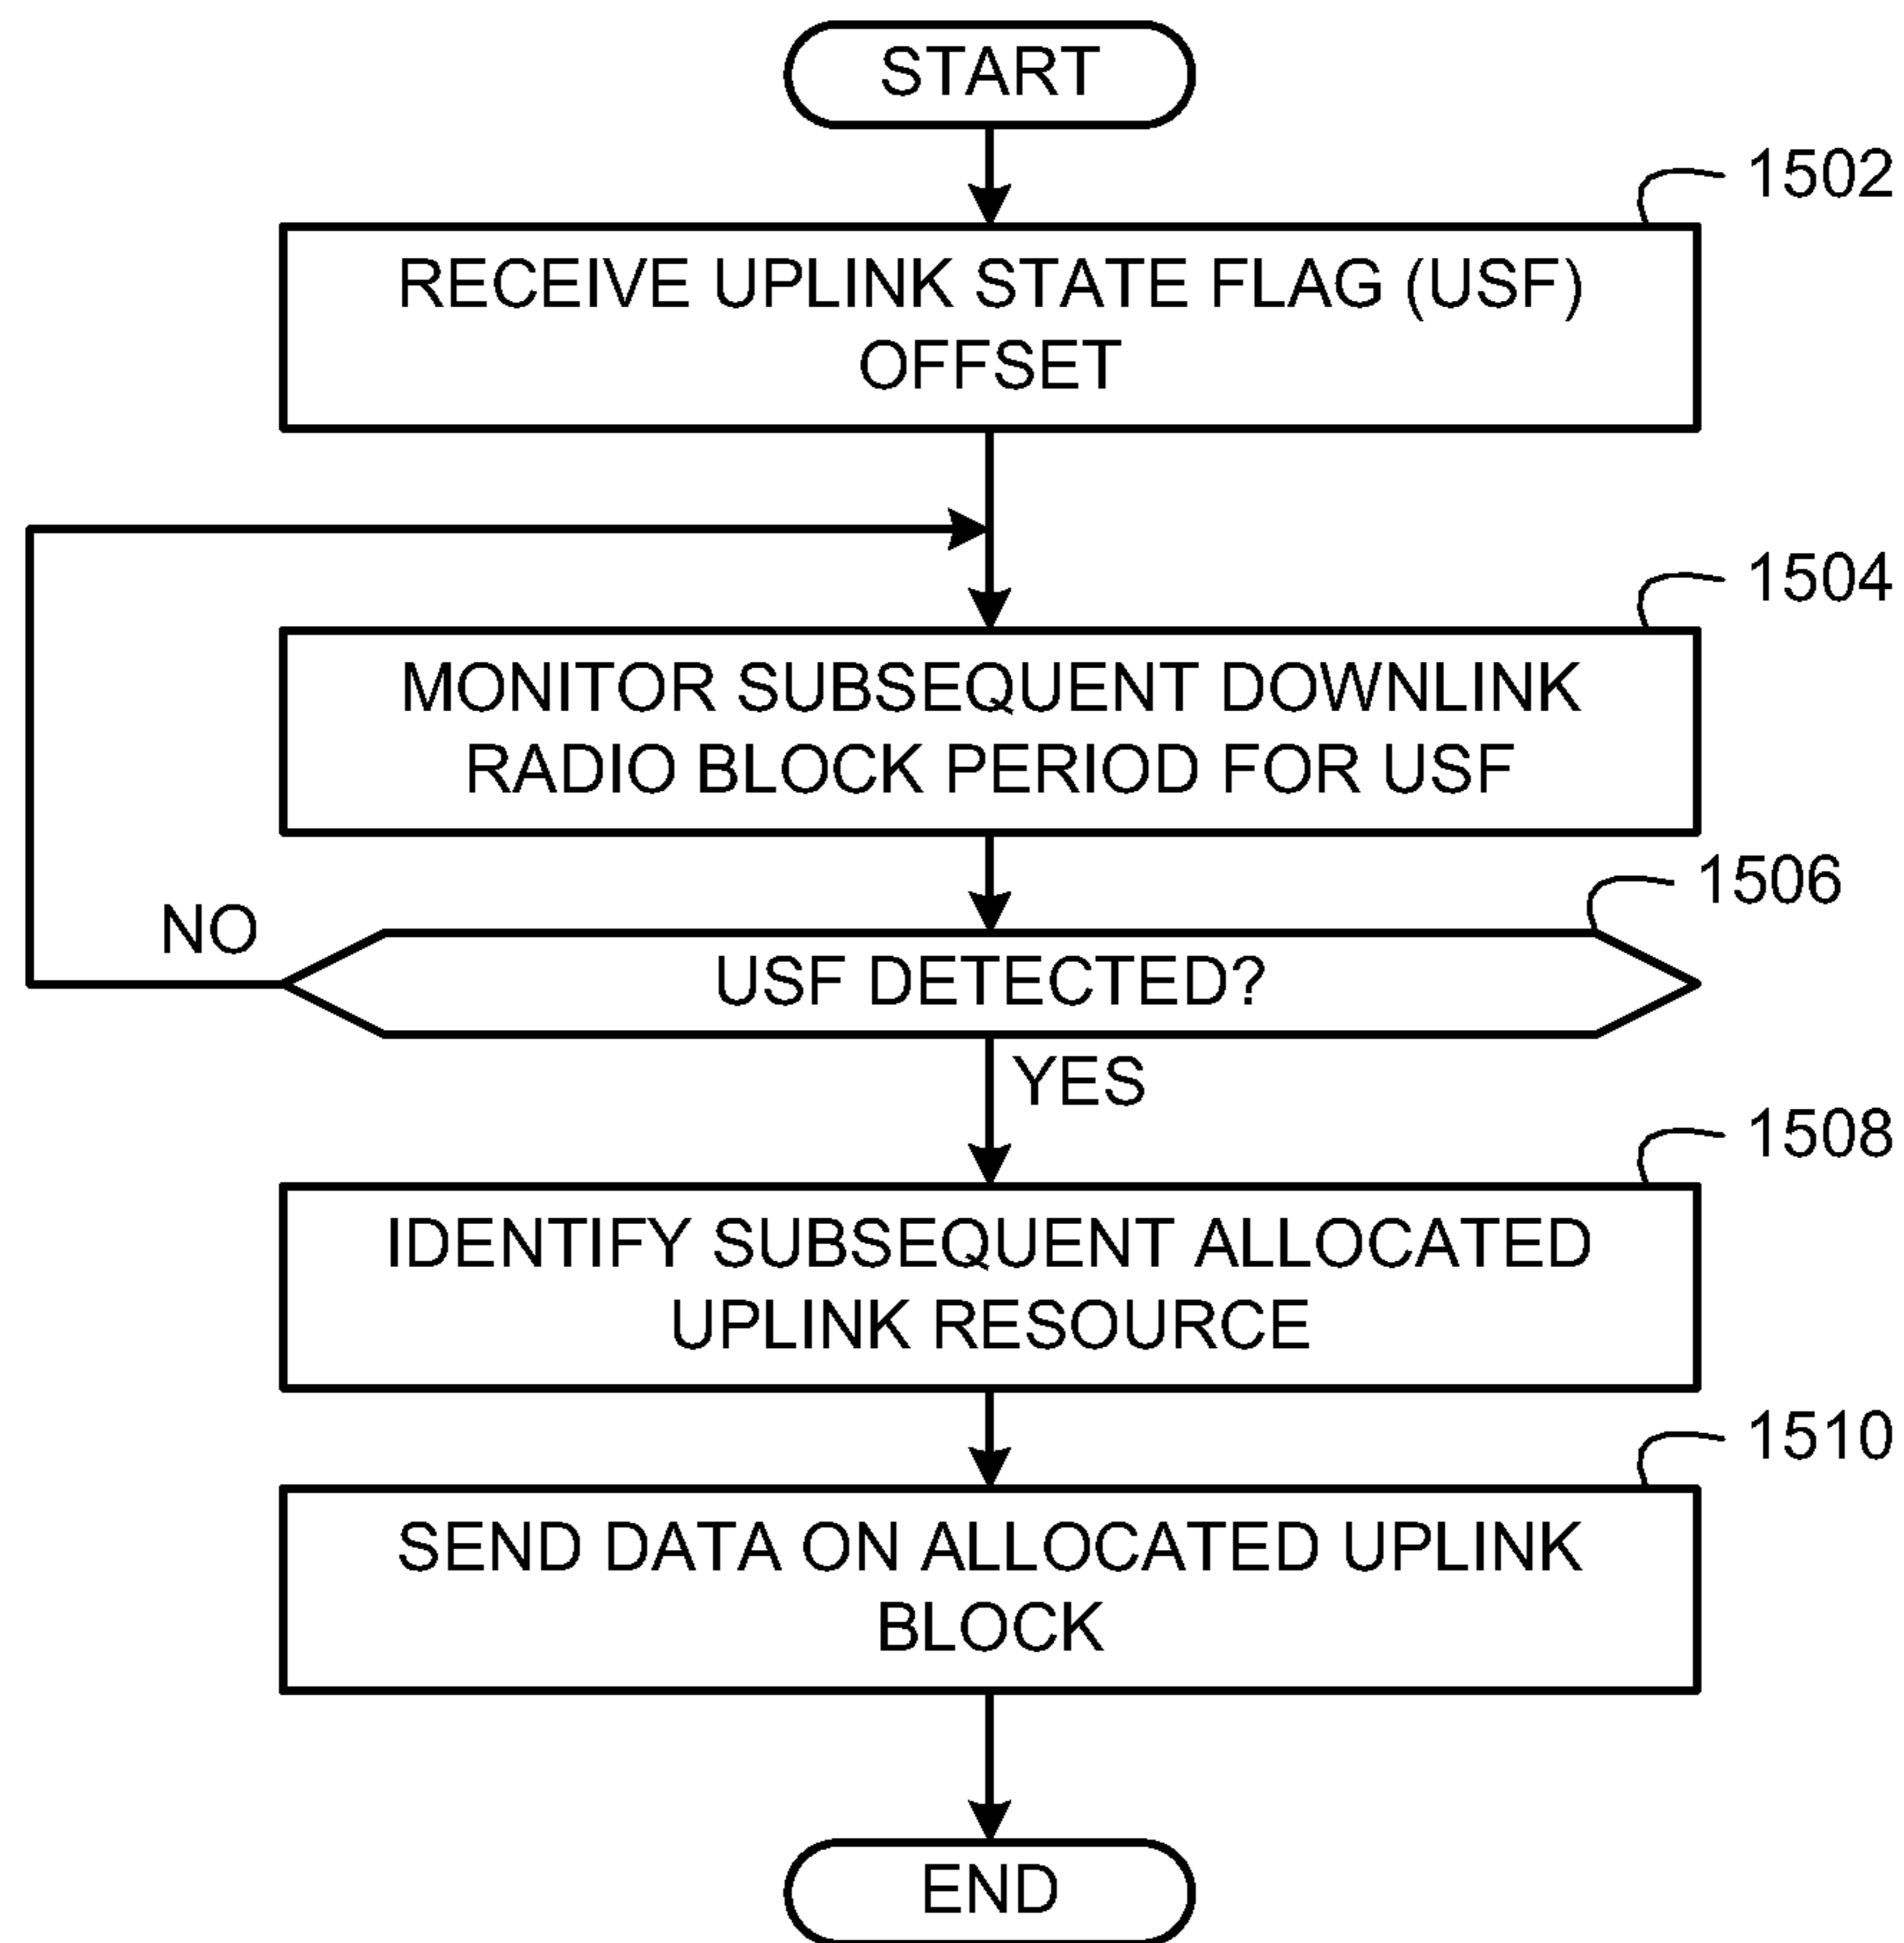 START
1502
RECEIVE UPLINK STATE FLAG (USF)
OFFSET
1504
MONITOR SUBSEQUENT DOWNLINK
RADIO BLOCK PERIOD FOR USF
1506
NO
USF DETECTED?
YES
1508
IDENTIFY SUBSEQUENT ALLOCATED
UPLINK RESOURCE
1510
SEND DATA ON ALLOCATED UPLINK
BLOCK
END